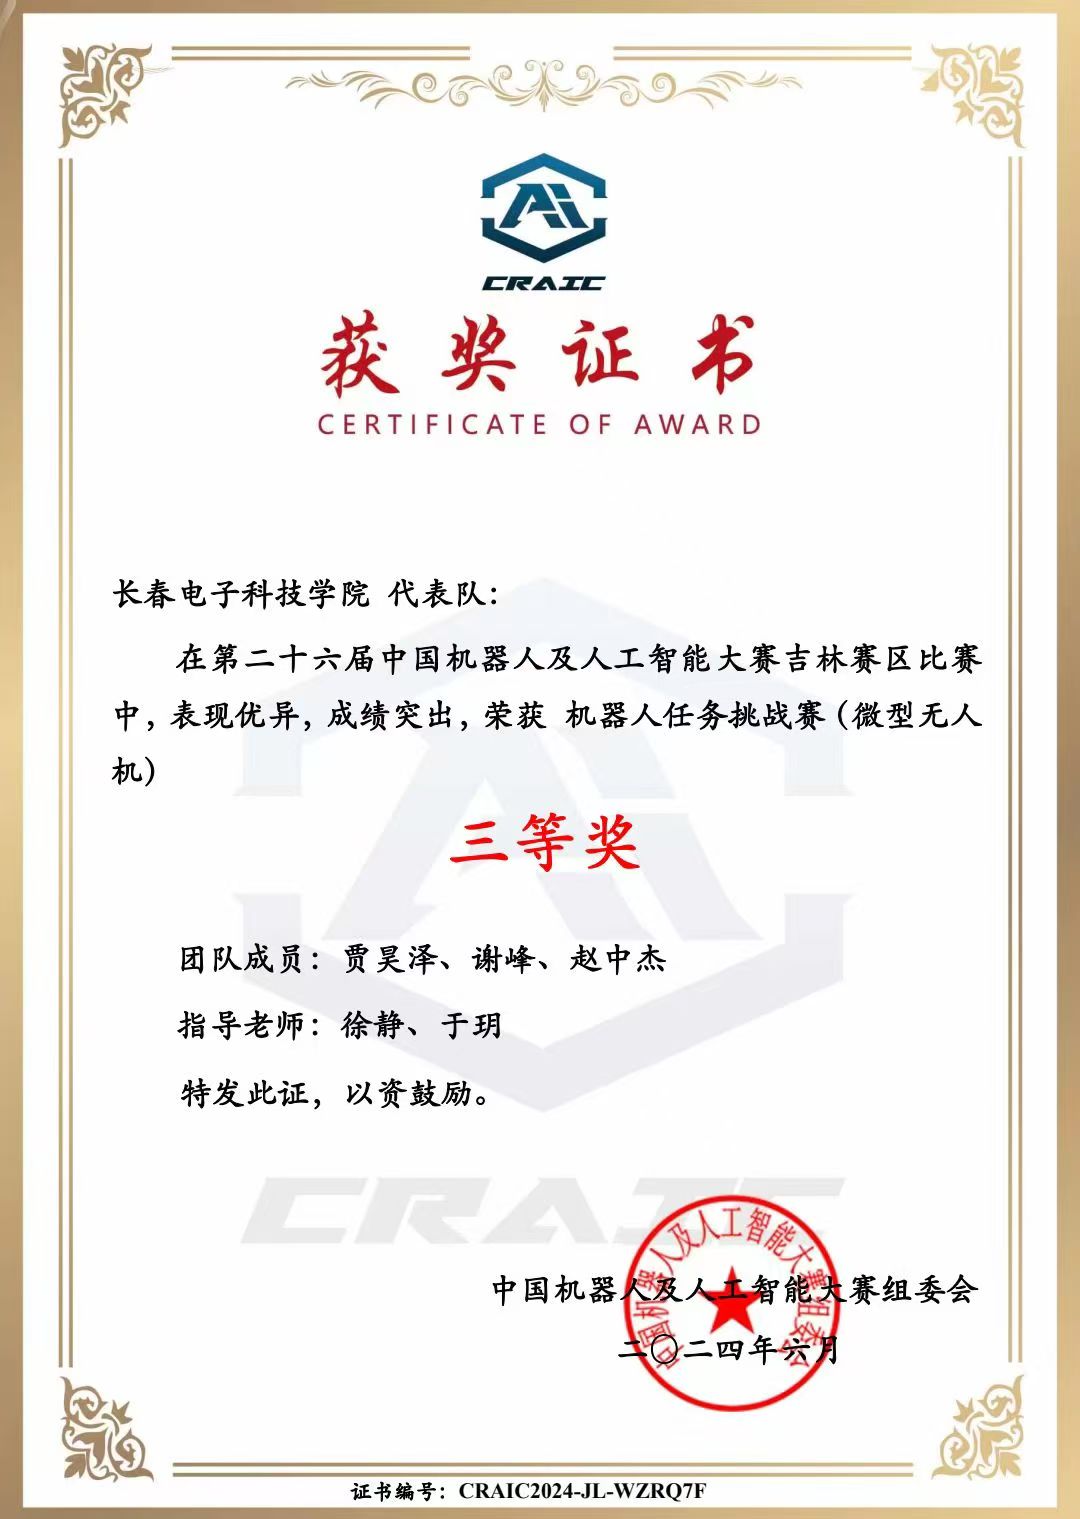 Ai
CRAIC
获奖证书
CERTIFICATE OF AWARD
长春电子科技学院 代表队：
在第二十六届中国机器人及人工智能大赛吉林赛区比赛
中，表现优异，成绩突出，荣获 机器人任务挑战赛（微型无人
机）
三等奖
团队成员：贾昊泽、谢峰、赵中杰
指导老师：徐静、于玥
特发此证，以资鼓励。
CRAIC
中国机器人及人工智能大赛组委会
中国机器人及人工智能大赛组委会
二〇二四年六月
证书编号：CRAIC2024-JL-WZRQ7F